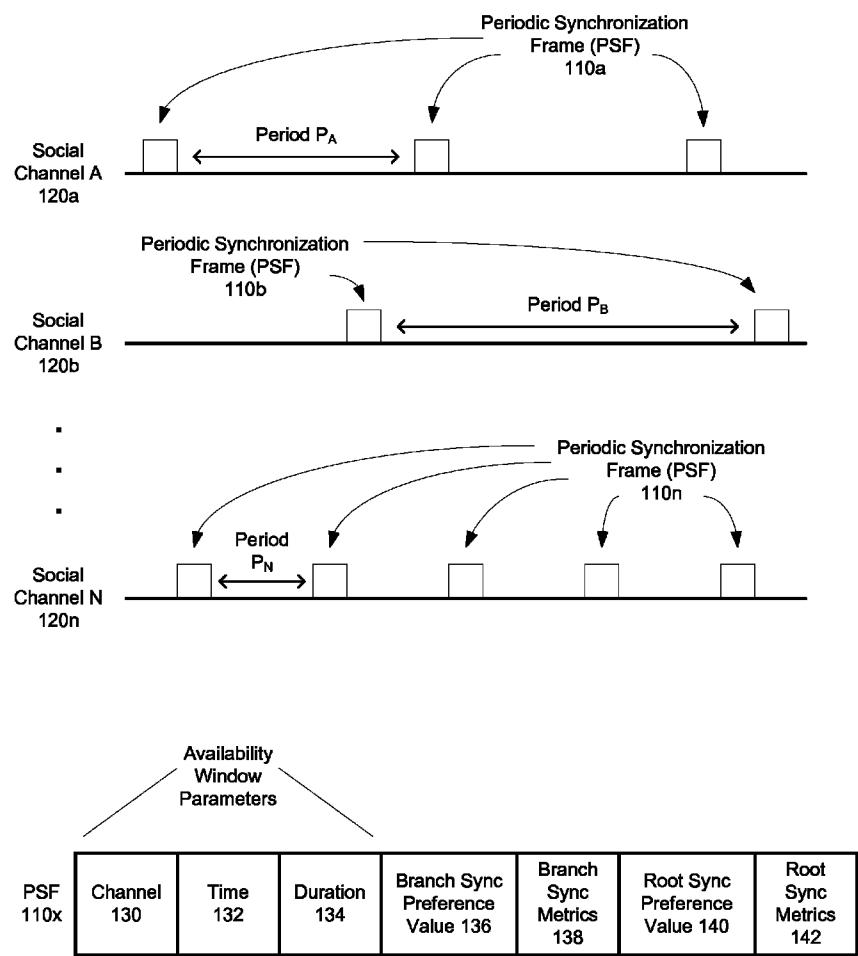 Periodic Synchronization
Frame (PSF)
110a
Period PA
Social
Channel A
120a
Periodic Synchronization
Frame (PSF)
110b
Period PB
Social
Channel B
120b
Periodic Synchronization
Frame (PSF)
110n
Period
PN
Social
Channel N
120n
Availability
Window
Parameters
PSF
110x
Channel
130
Time
132
Duration
134
Branch Sync
Preference
Value 136
Branch
Sync
Metrics
138
Root Sync
Preference
Value 140
Root
Sync
Metrics
142